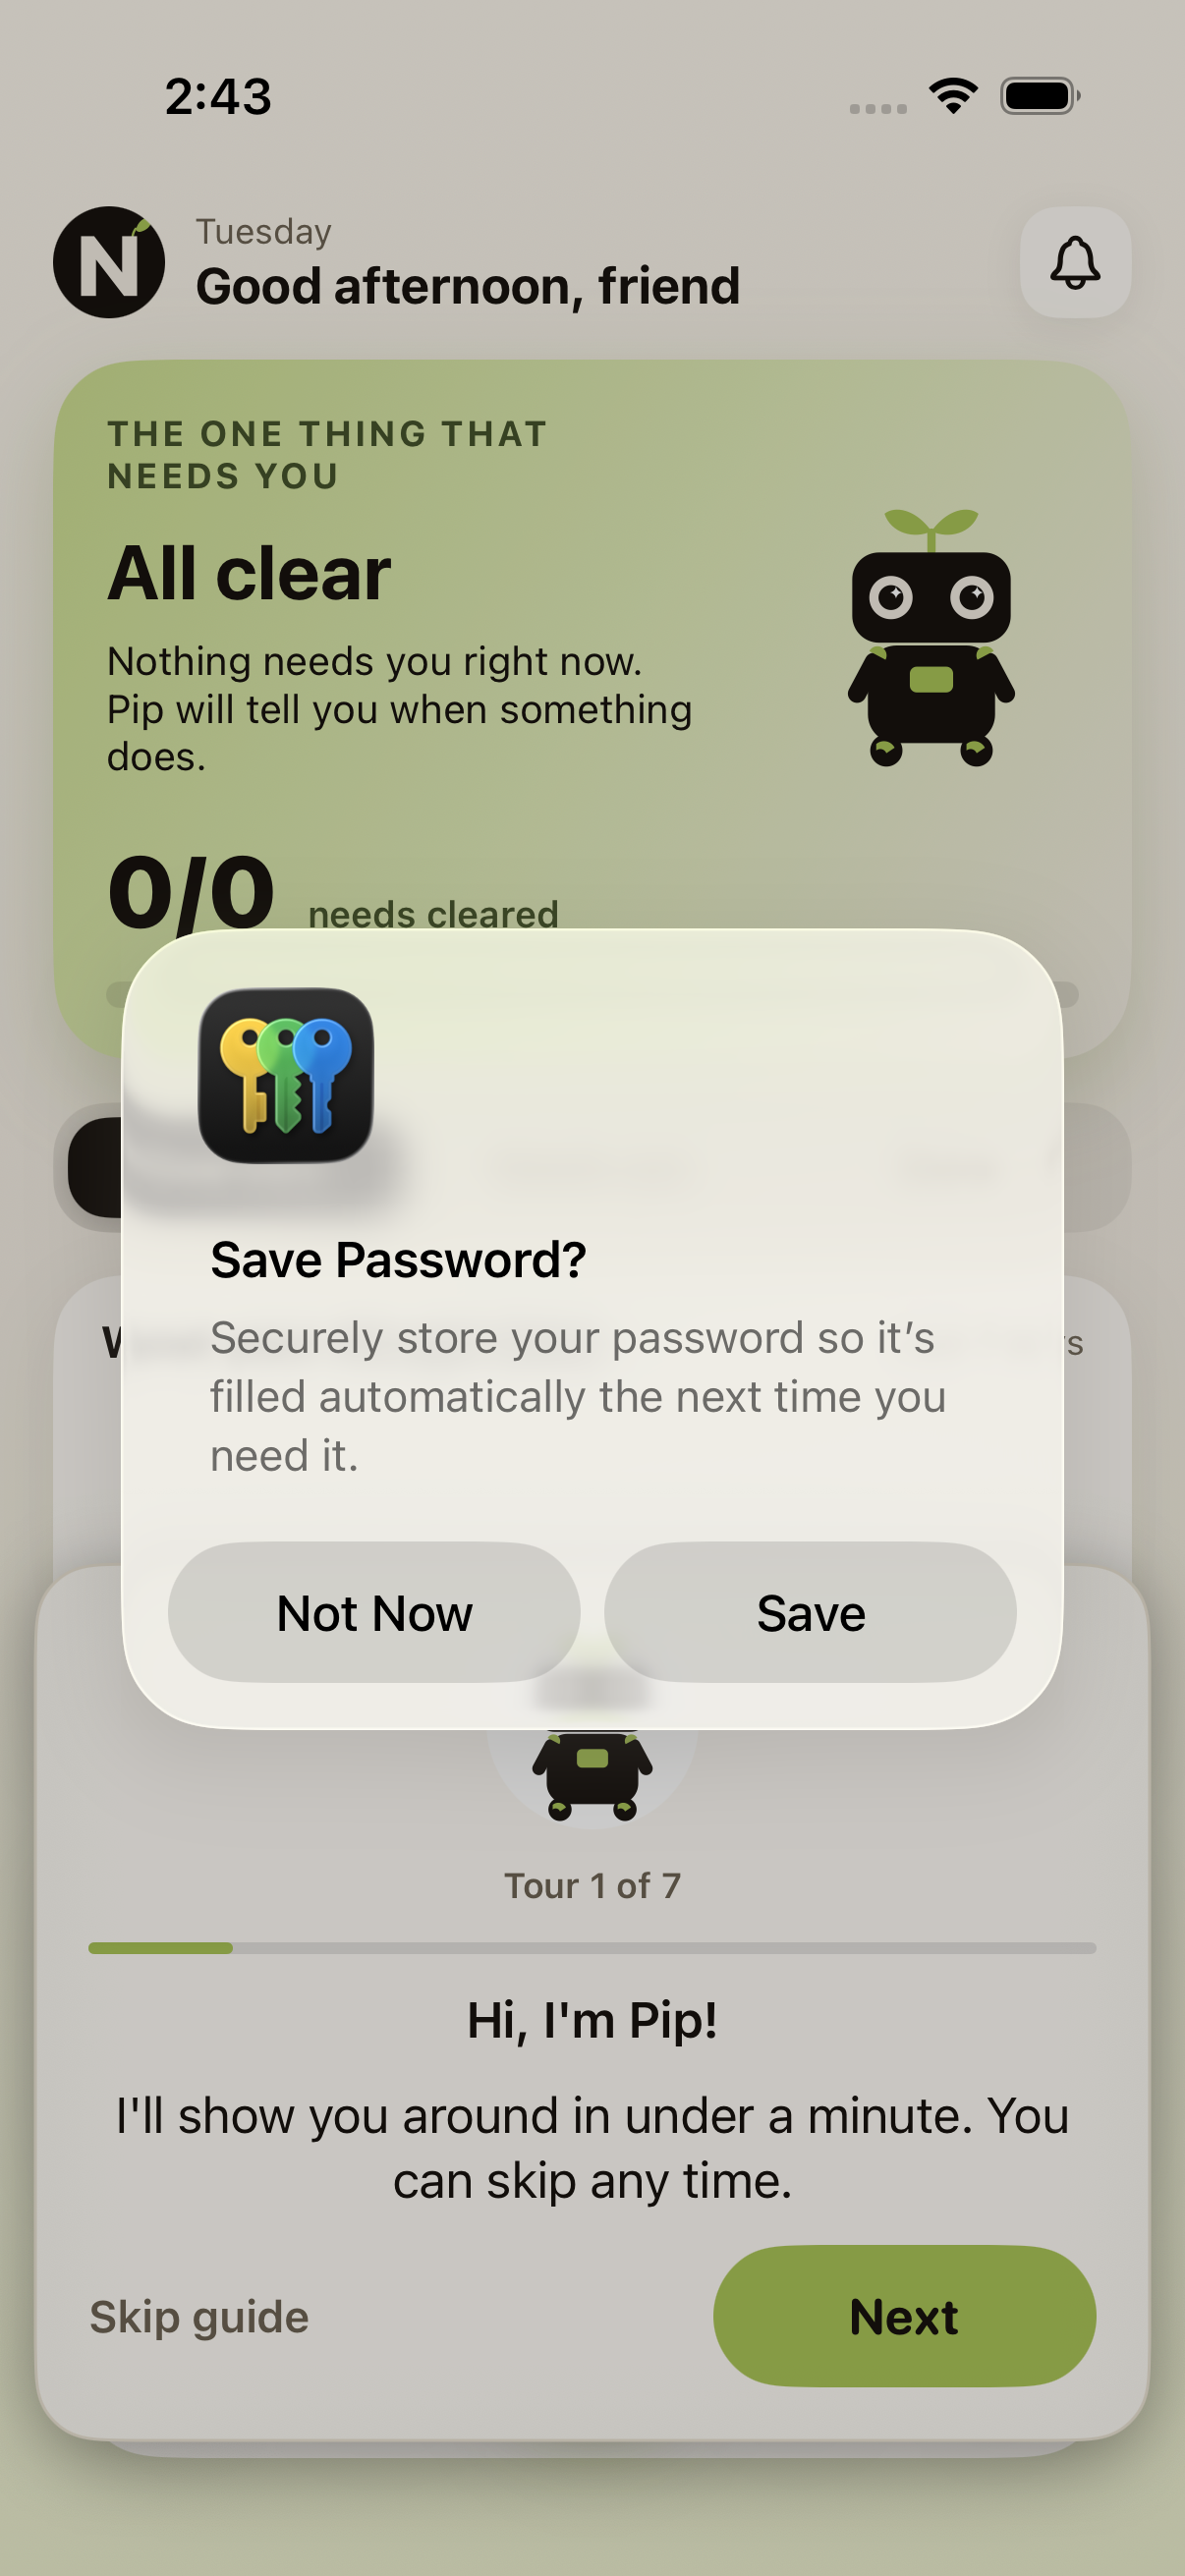 2:43
N
Tuesday
Good afternoon, friend
THE ONE THING THAT
NEEDS YOU
All clear
Nothing needs you right now.
Pip will tell you when something
does.
0/0 needs cleared
Save Password?
Securely store your password so it’s
filled automatically the next time you
need it.
Not Now Save
Tour 1 of 7
Hi, I'm Pip!
I'll show you around in under a minute. You
can skip any time.
Skip guide Next